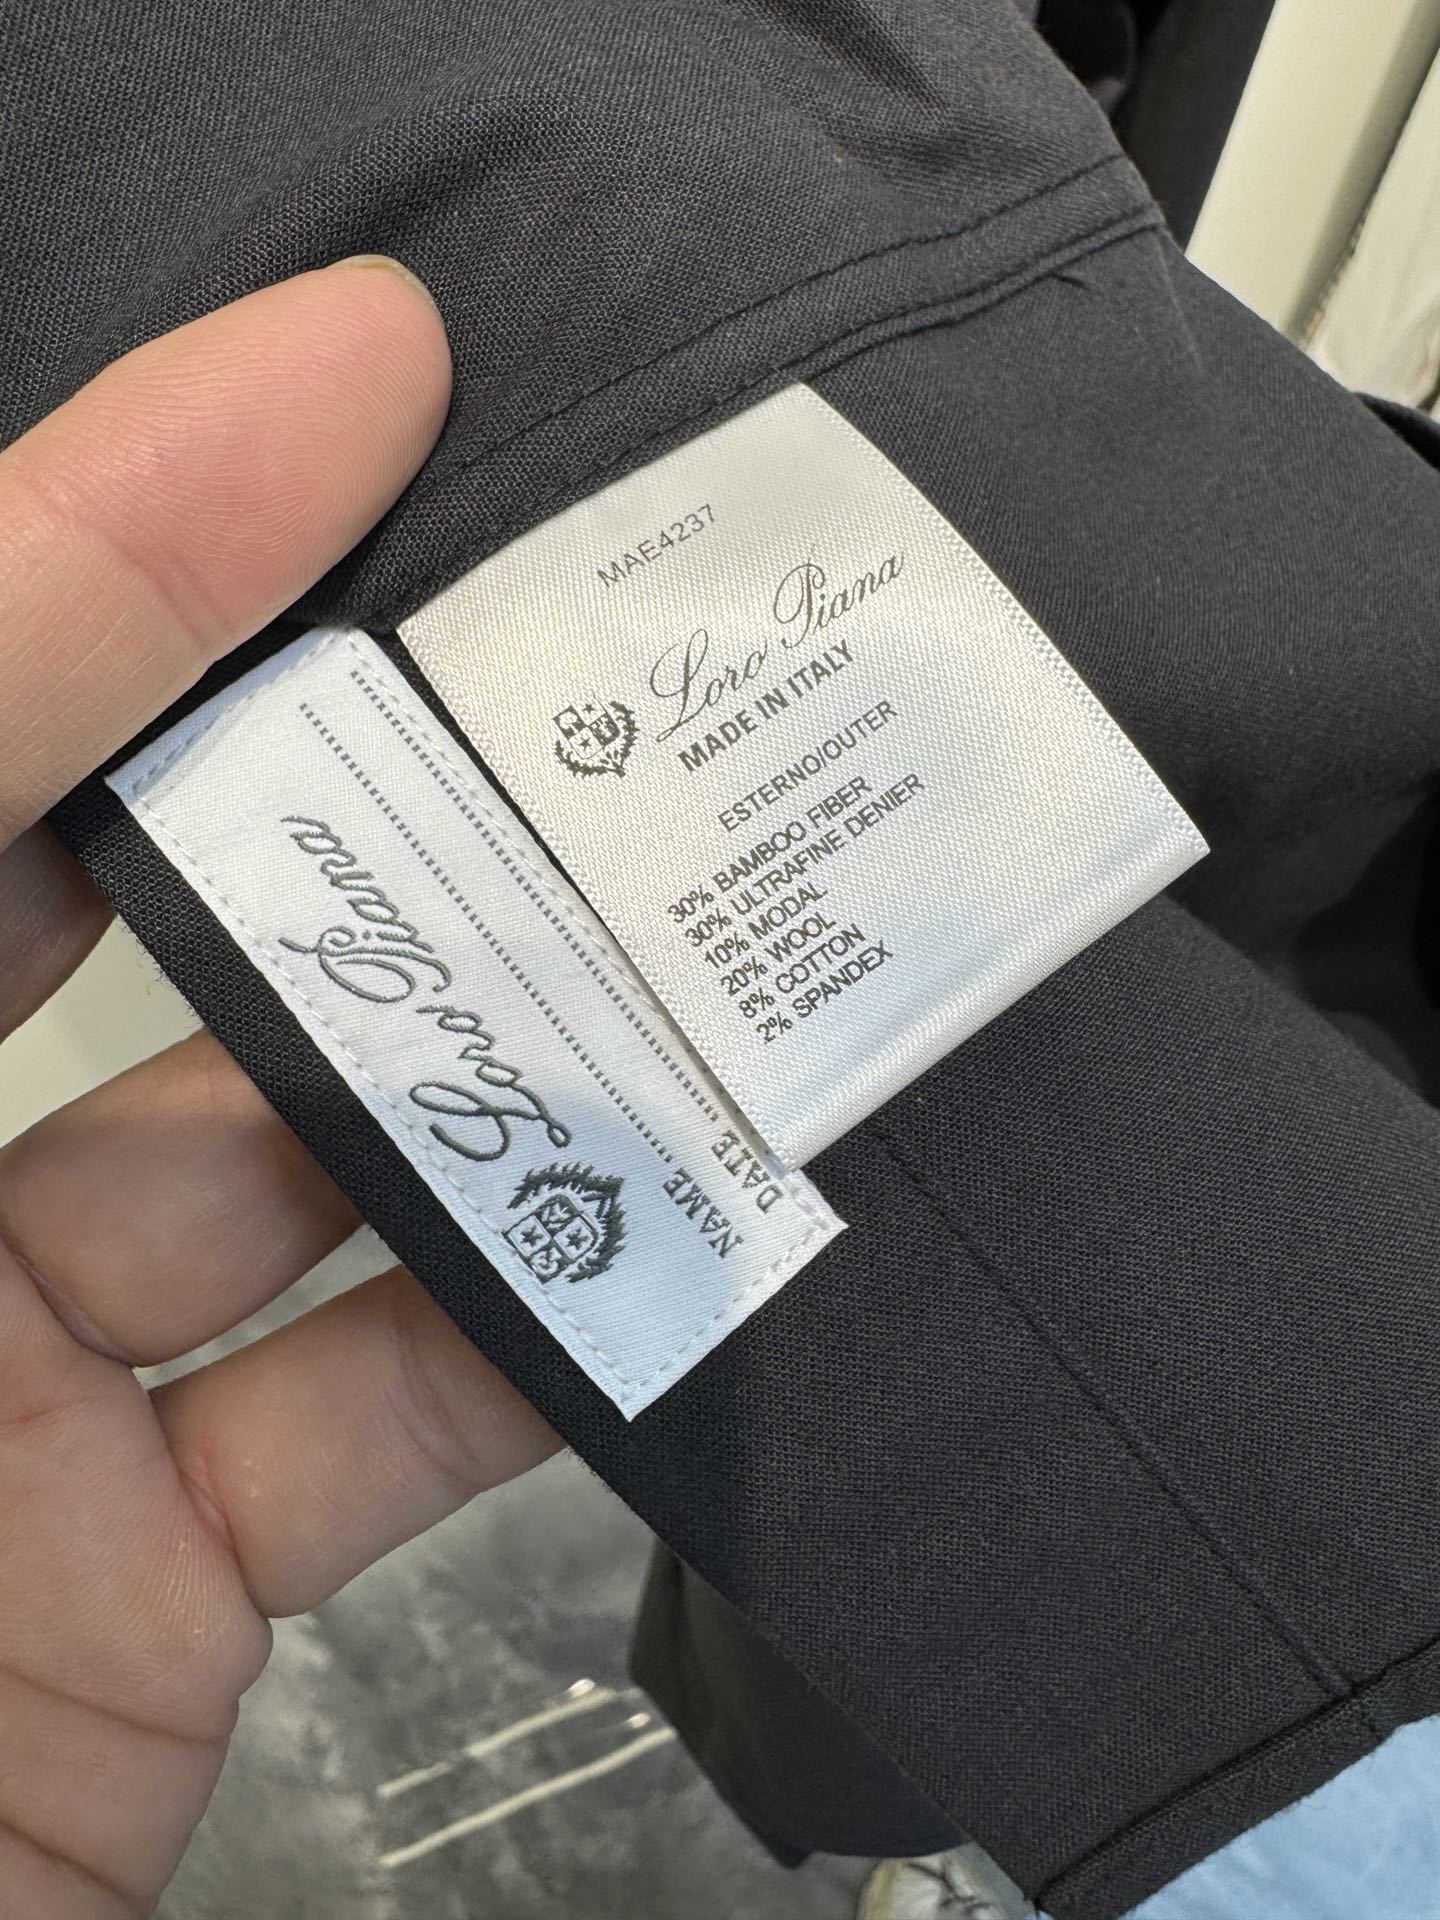 MAE4237
Loro Piana
MADE IN ITALY
ESTERNO/OUTER
30% BAMBOO FIBER
30% ULTRAFINE DENIER
10% MODAL
20% WOOL
8% COTTON
2% SPANDEX
Loro Piana
NAME
DATE